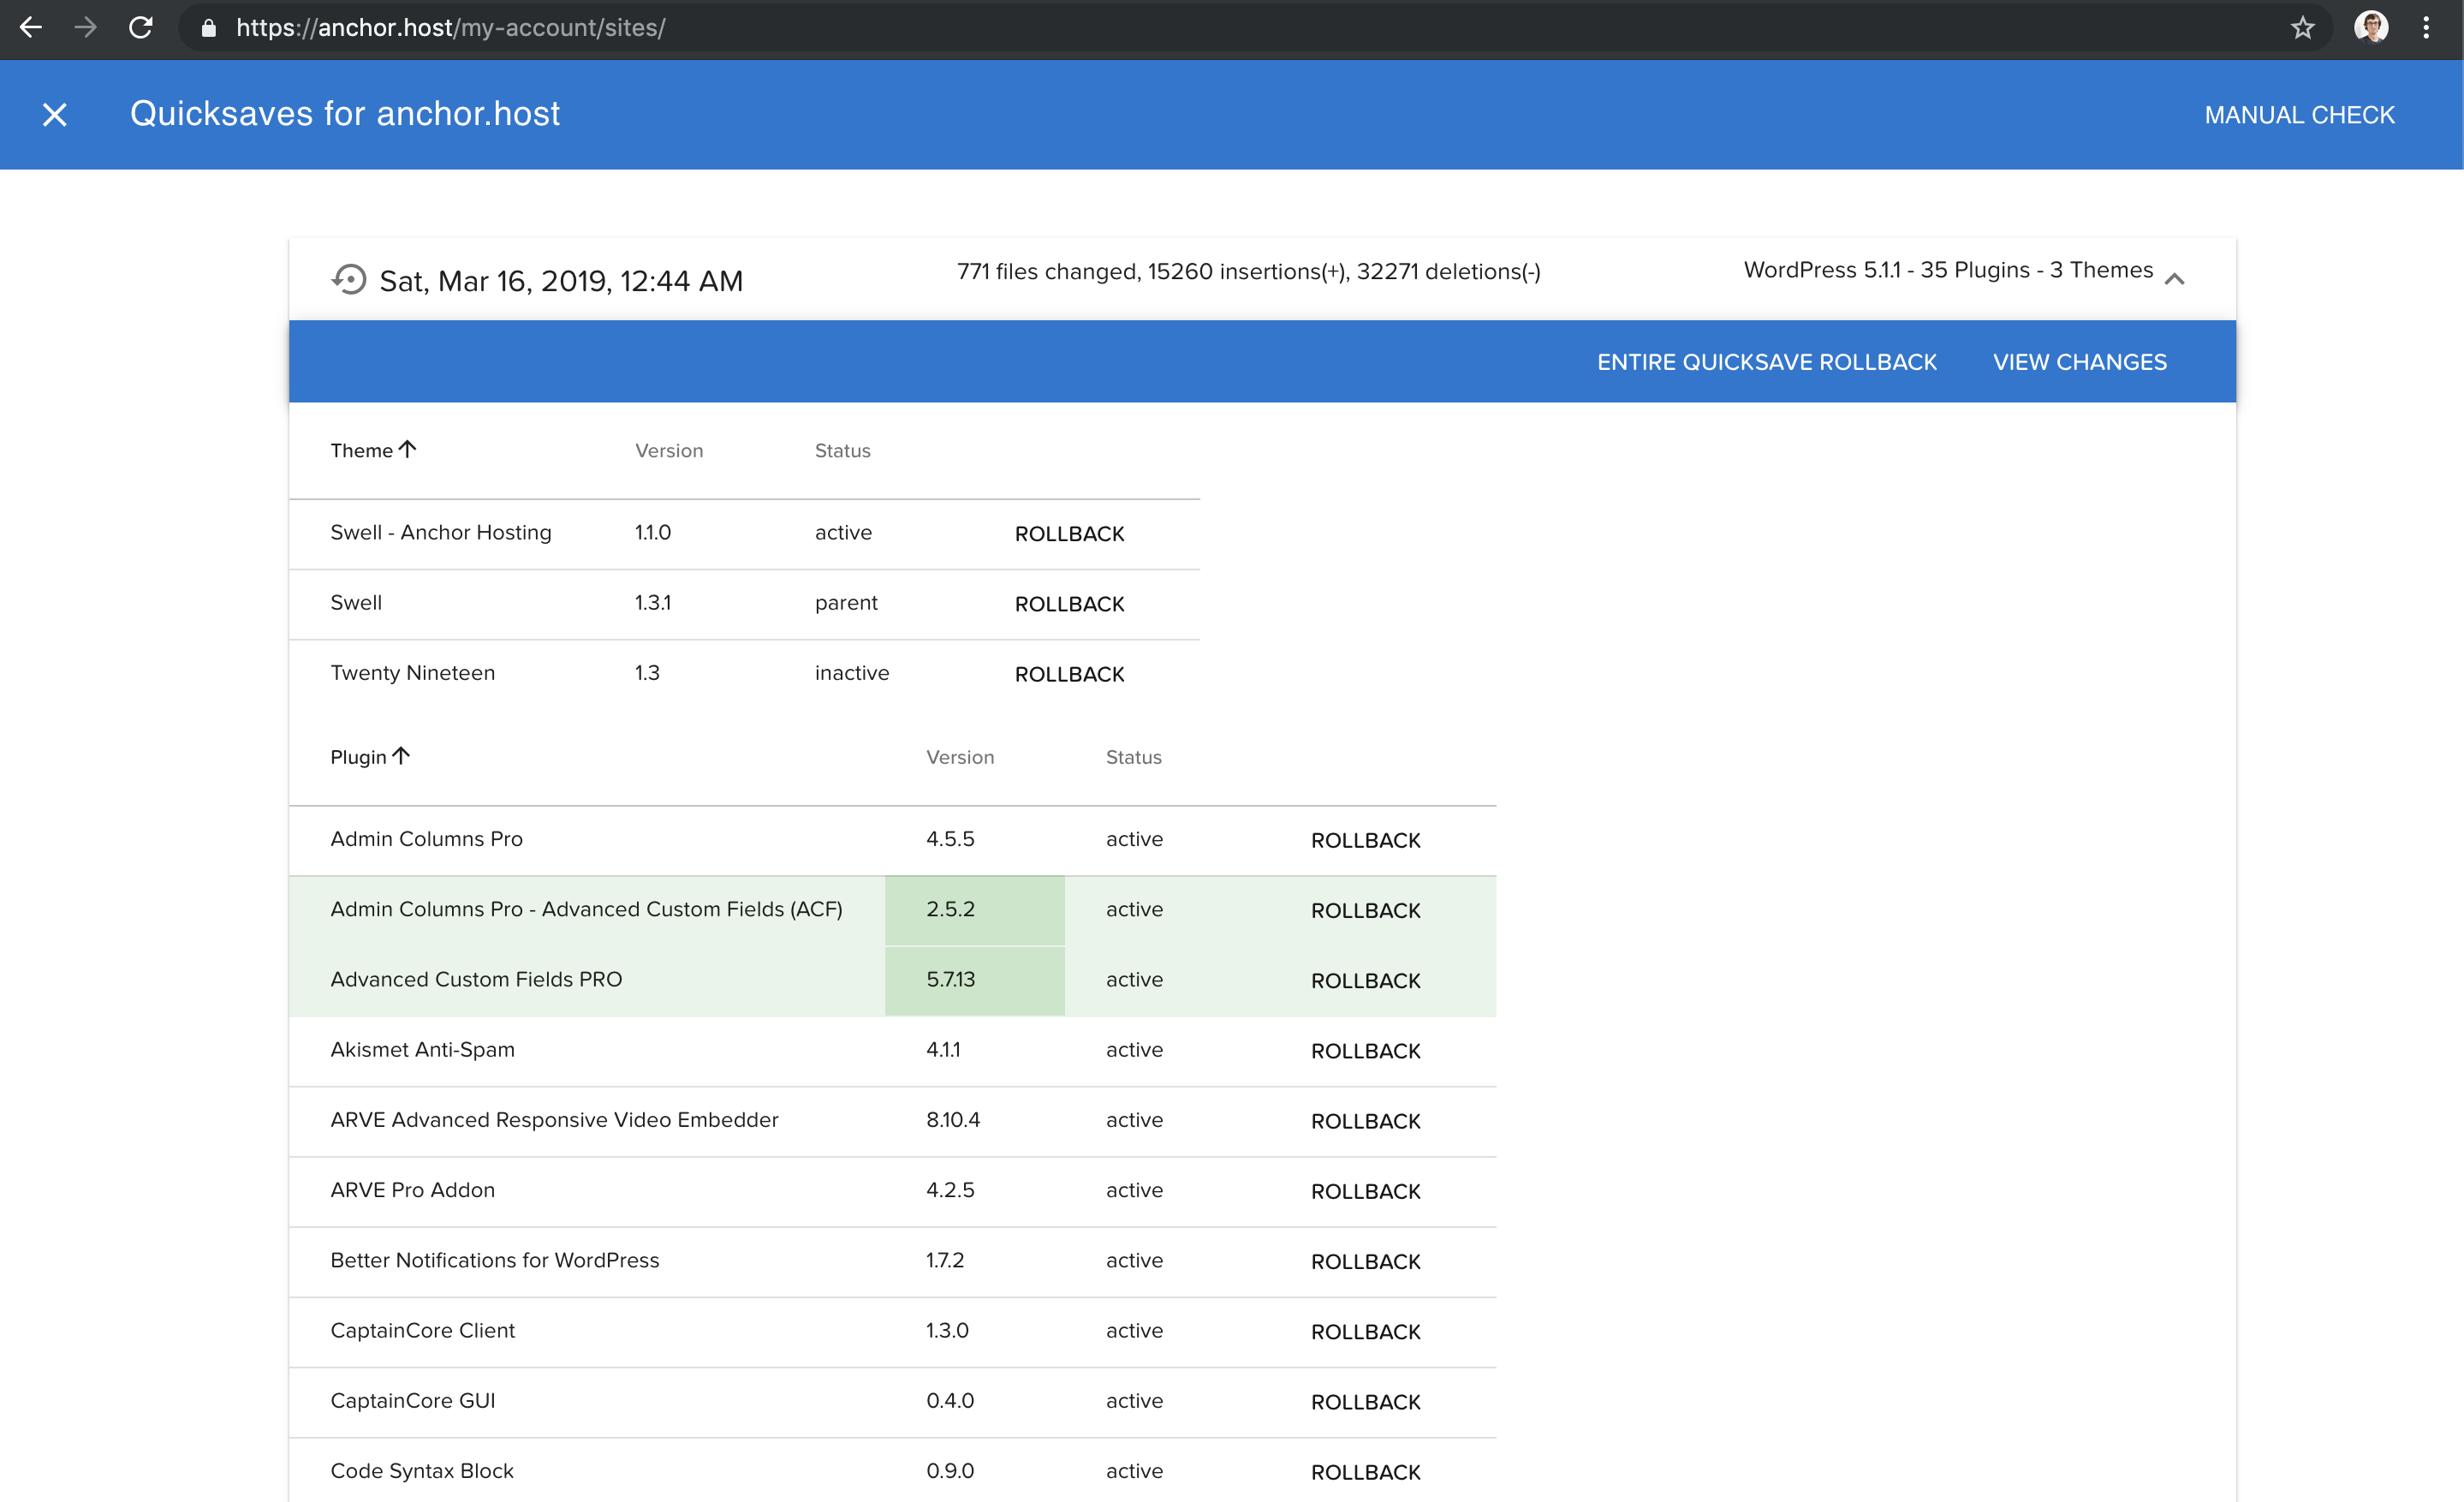 https://anchor.host/my-account/sites/
Quicksaves for anchor.host MANUAL CHECK
Sat, Mar 16, 2019, 12:44 AM 771 files changed, 15260 insertions(+), 32271 deletions(-) WordPress 5.1.1 - 35 Plugins - 3 Themes
ENTIRE QUICKSAVE ROLLBACK VIEW CHANGES
Theme Version Status
Swell - Anchor Hosting 1.1.0 active ROLLBACK
Swell 1.3.1 parent ROLLBACK
Twenty Nineteen 1.3 inactive ROLLBACK
Plugin Version Status
Admin Columns Pro 4.5.5 active ROLLBACK
Admin Columns Pro - Advanced Custom Fields (ACF) 2.5.2 active ROLLBACK
Advanced Custom Fields PRO 5.7.13 active ROLLBACK
Akismet Anti-Spam 4.1.1 active ROLLBACK
ARVE Advanced Responsive Video Embedder 8.10.4 active ROLLBACK
ARVE Pro Addon 4.2.5 active ROLLBACK
Better Notifications for WordPress 1.7.2 active ROLLBACK
CaptainCore Client 1.3.0 active ROLLBACK
CaptainCore GUI 0.4.0 active ROLLBACK
Code Syntax Block 0.9.0 active ROLLBACK